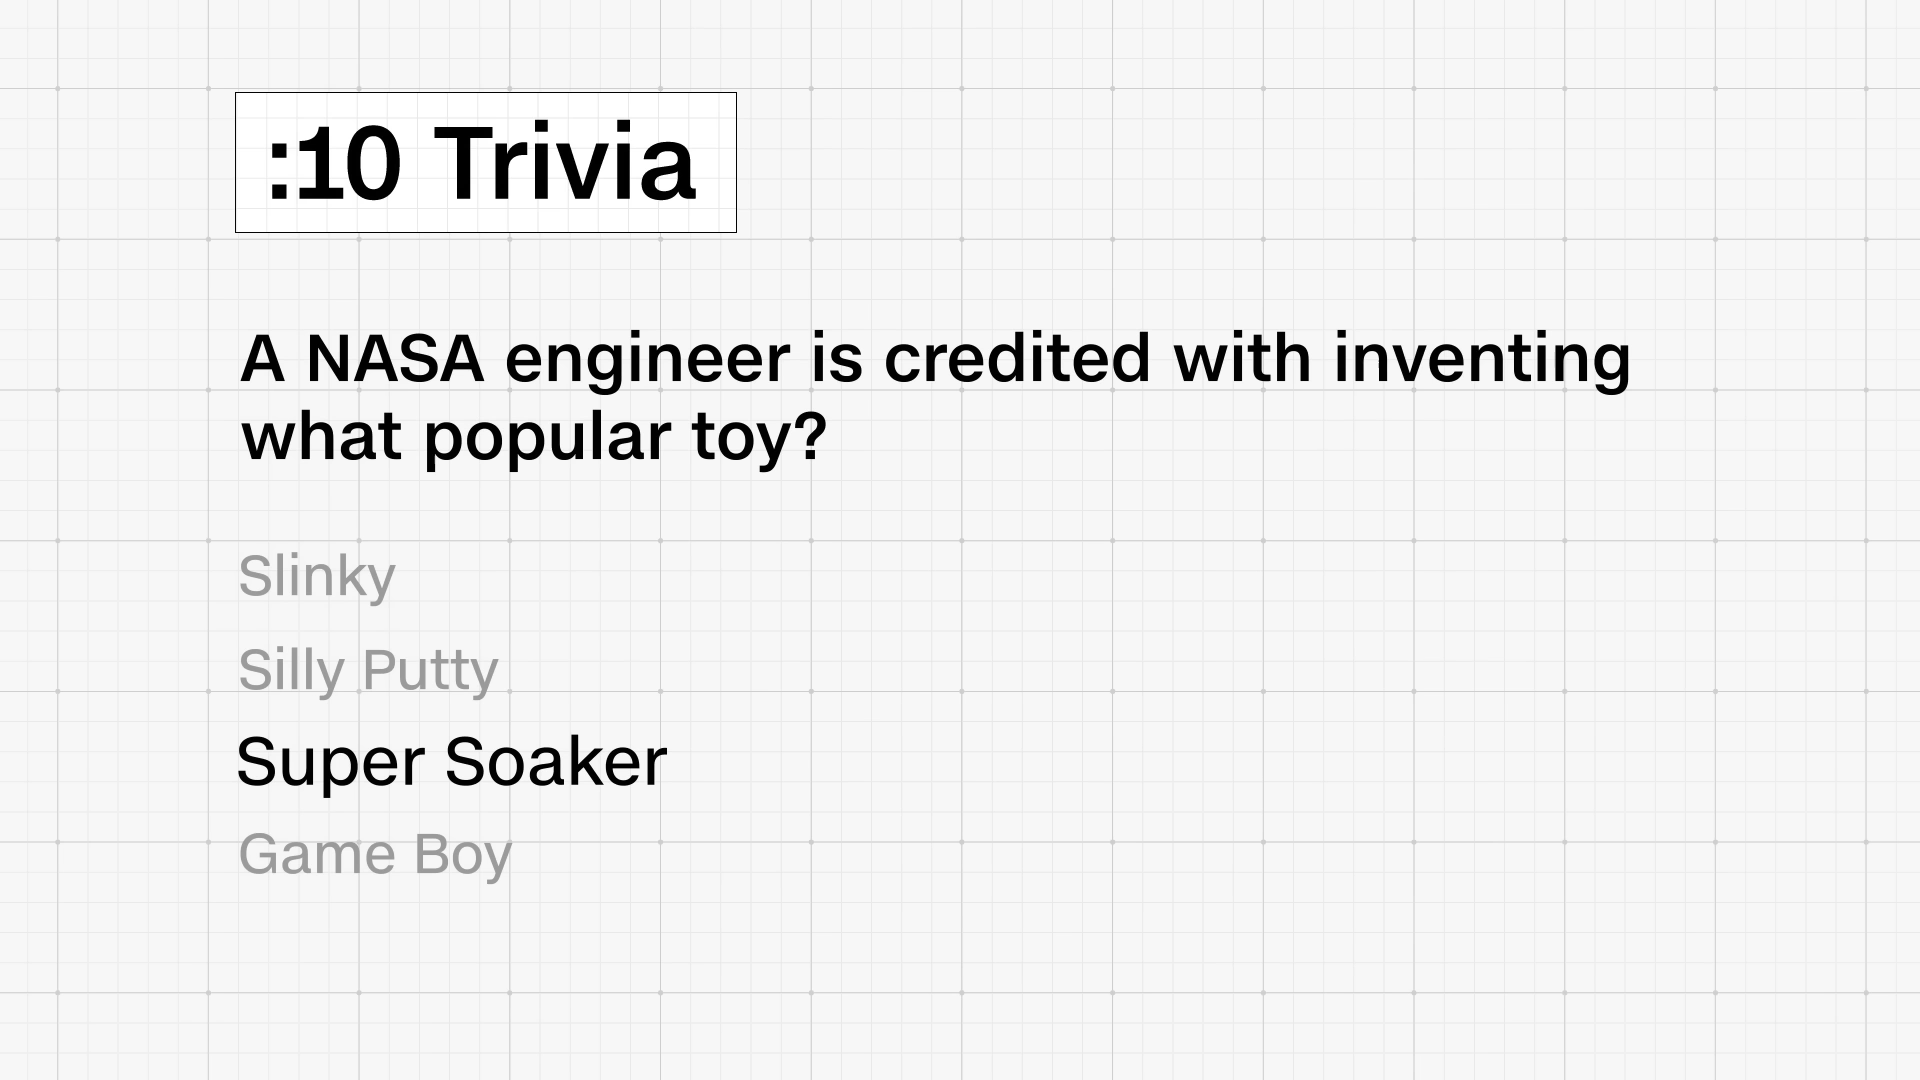 :10 Trivia
A NASA engineer is credited with inventing
what popular toy?
Slinky
Silly Putty
Super Soaker
Game Boy